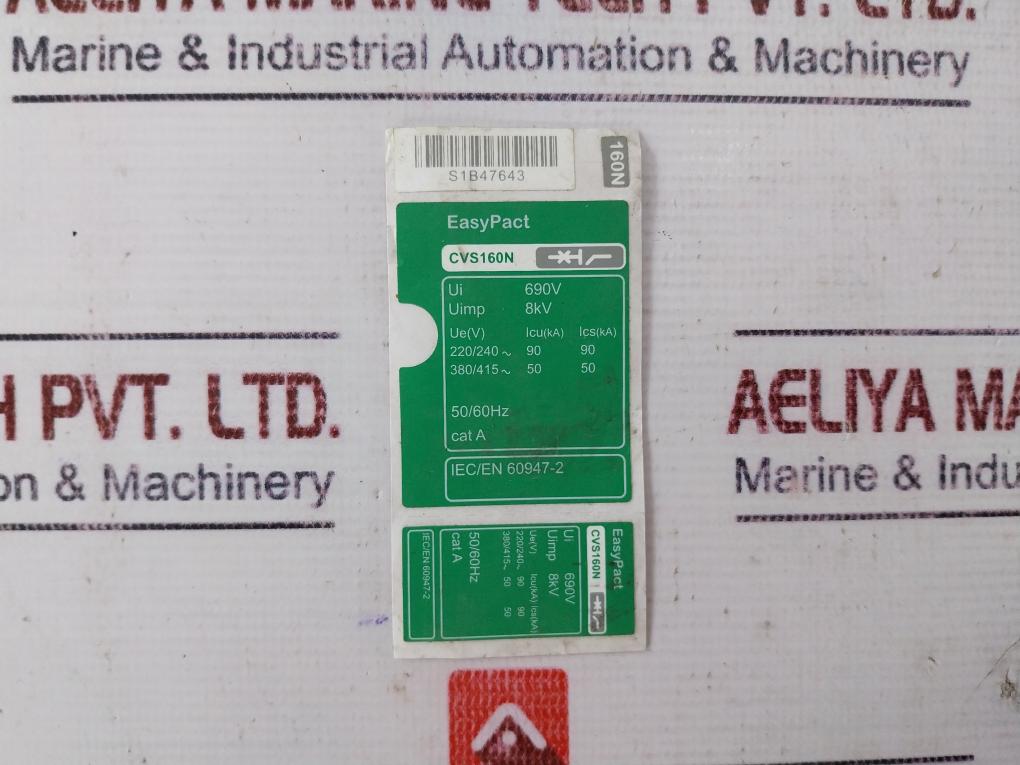 Marine & Industrial Automation & Machinery
S1B47643
160N
EasyPact
CVS160N
Ui 690V
Uimp 8kV
Ue(V) Icu(kA) Ics(kA)
220/240~ 90 90
380/415~ 50 50
50/60Hz
cat A
IEC/EN 60947-2
H PVT. LTD.
on & Machinery
AELIYA MA
Marine & Indu
EasyPact
CVS160N
Ui 690V
Uimp 8kV
Ue(V) Icu(kA) Ics(kA)
220/240~ 90 90
380/415~ 50 50
50/60Hz
cat A
IEC/EN 60947-2